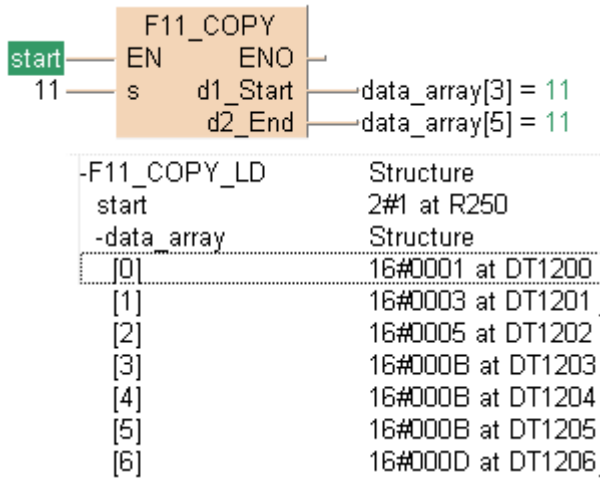 F11_COPY
start EN ENO
11 s d1_Start data_array[3] = 11
d2_End data_array[5] = 11
-F11_COPY_LD Structure
start 2#1 at R250
-data_array Structure
[0] 16#0001 at DT1200
[1] 16#0003 at DT1201
[2] 16#0005 at DT1202
[3] 16#000B at DT1203
[4] 16#000B at DT1204
[5] 16#000B at DT1205
[6] 16#000D at DT1206